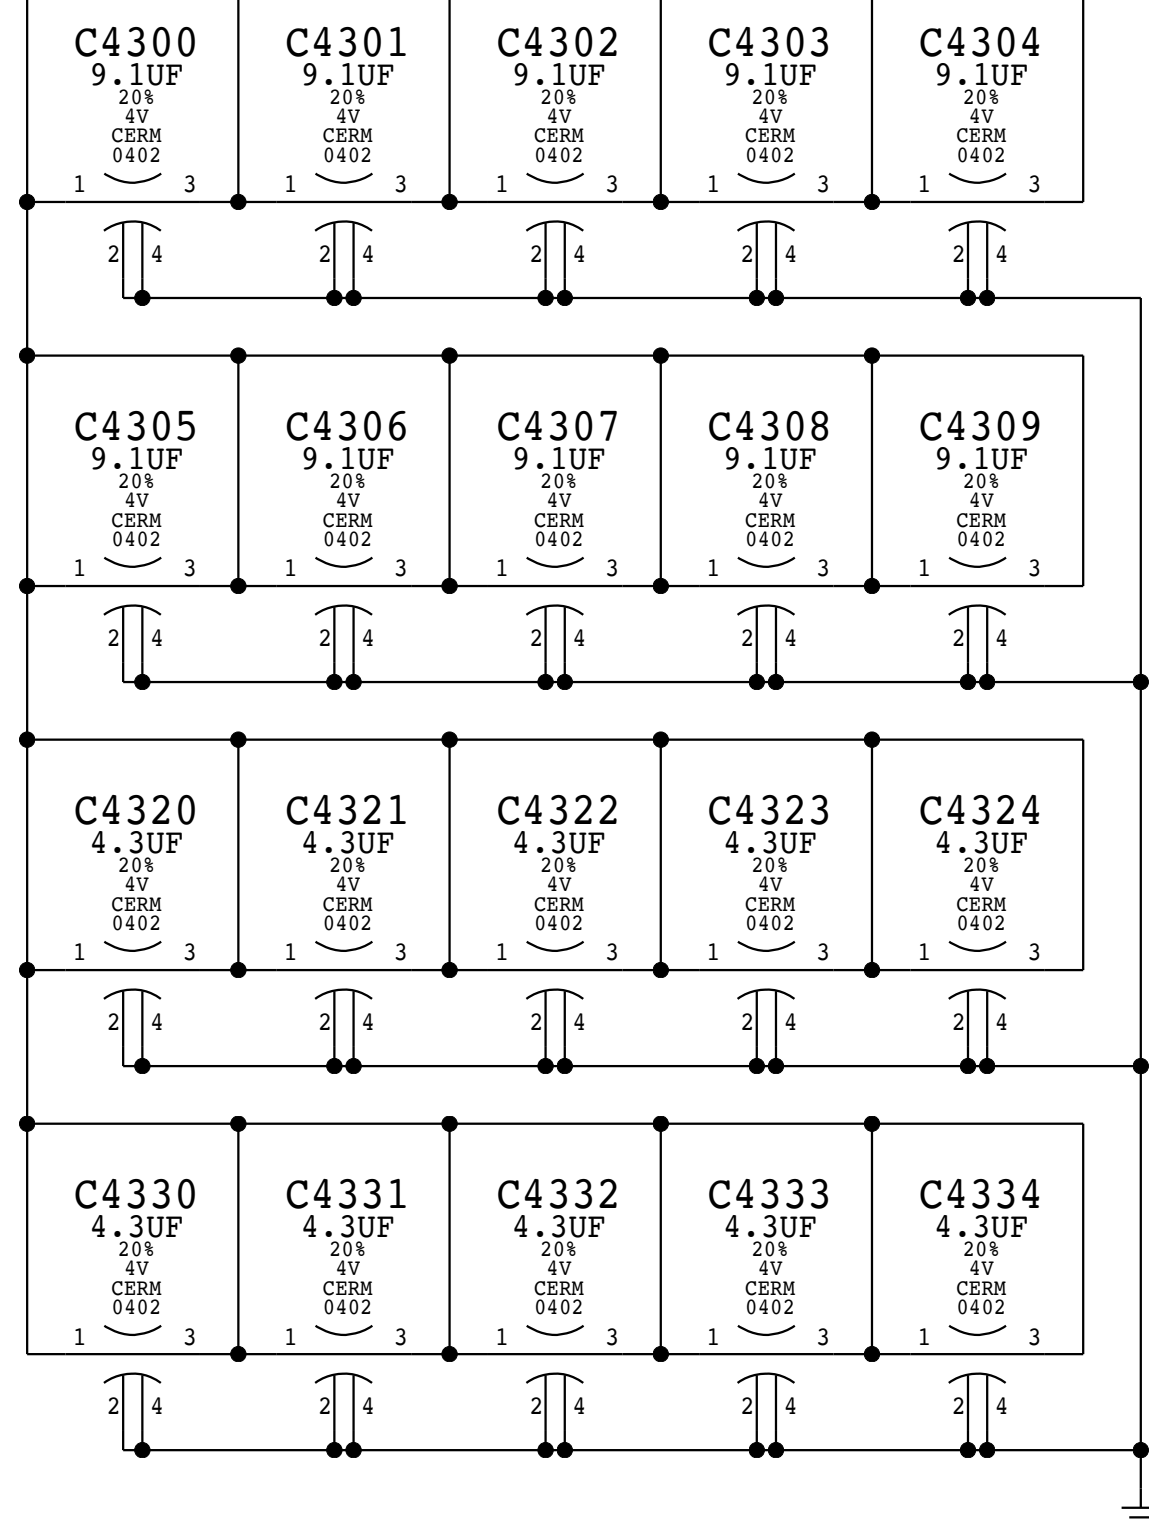 C4300 C4301 C4302 C4303 C4304
9.1UF 9.1UF 9.1UF 9.1UF 9.1UF
20% 20% 20% 20% 20%
4V 4V 4V 4V 4V
CERM CERM CERM CERM CERM
0402 0402 0402 0402 0402
1 3 1 3 1 3 1 3 1 3
2 4 2 4 2 4 2 4 2 4
C4305 C4306 C4307 C4308 C4309
9.1UF 9.1UF 9.1UF 9.1UF 9.1UF
20% 20% 20% 20% 20%
4V 4V 4V 4V 4V
CERM CERM CERM CERM CERM
0402 0402 0402 0402 0402
1 3 1 3 1 3 1 3 1 3
2 4 2 4 2 4 2 4 2 4
C4320 C4321 C4322 C4323 C4324
4.3UF 4.3UF 4.3UF 4.3UF 4.3UF
20% 20% 20% 20% 20%
4V 4V 4V 4V 4V
CERM CERM CERM CERM CERM
0402 0402 0402 0402 0402
1 3 1 3 1 3 1 3 1 3
2 4 2 4 2 4 2 4 2 4
C4330 C4331 C4332 C4333 C4334
4.3UF 4.3UF 4.3UF 4.3UF 4.3UF
20% 20% 20% 20% 20%
4V 4V 4V 4V 4V
CERM CERM CERM CERM CERM
0402 0402 0402 0402 0402
1 3 1 3 1 3 1 3 1 3
2 4 2 4 2 4 2 4 2 4